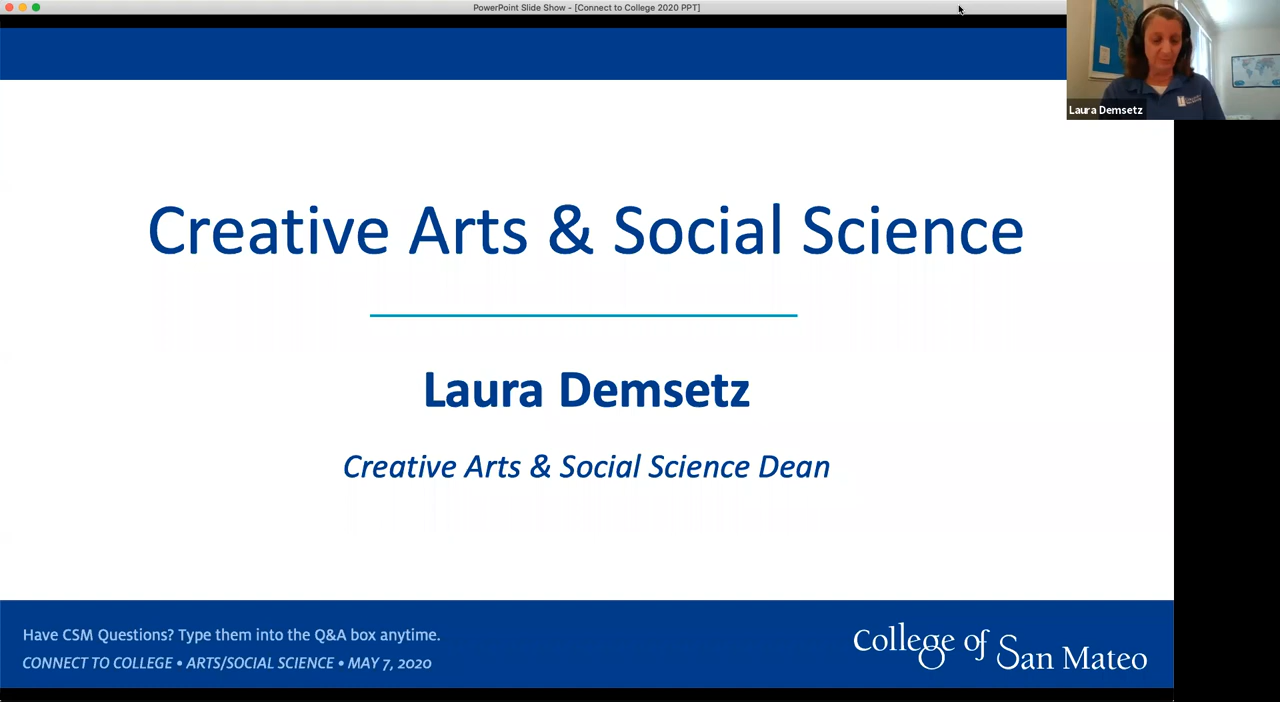 PowerPoint Slide Show - [Connect to College 2020 PPT]
Laura Demsetz
Creative Arts & Social Science
Laura Demsetz
Creative Arts & Social Science Dean
Have CSM Questions? Type them into the Q&A box anytime.
CONNECT TO COLLEGE • ARTS/SOCIAL SCIENCE • MAY 7, 2020
College of San Mateo